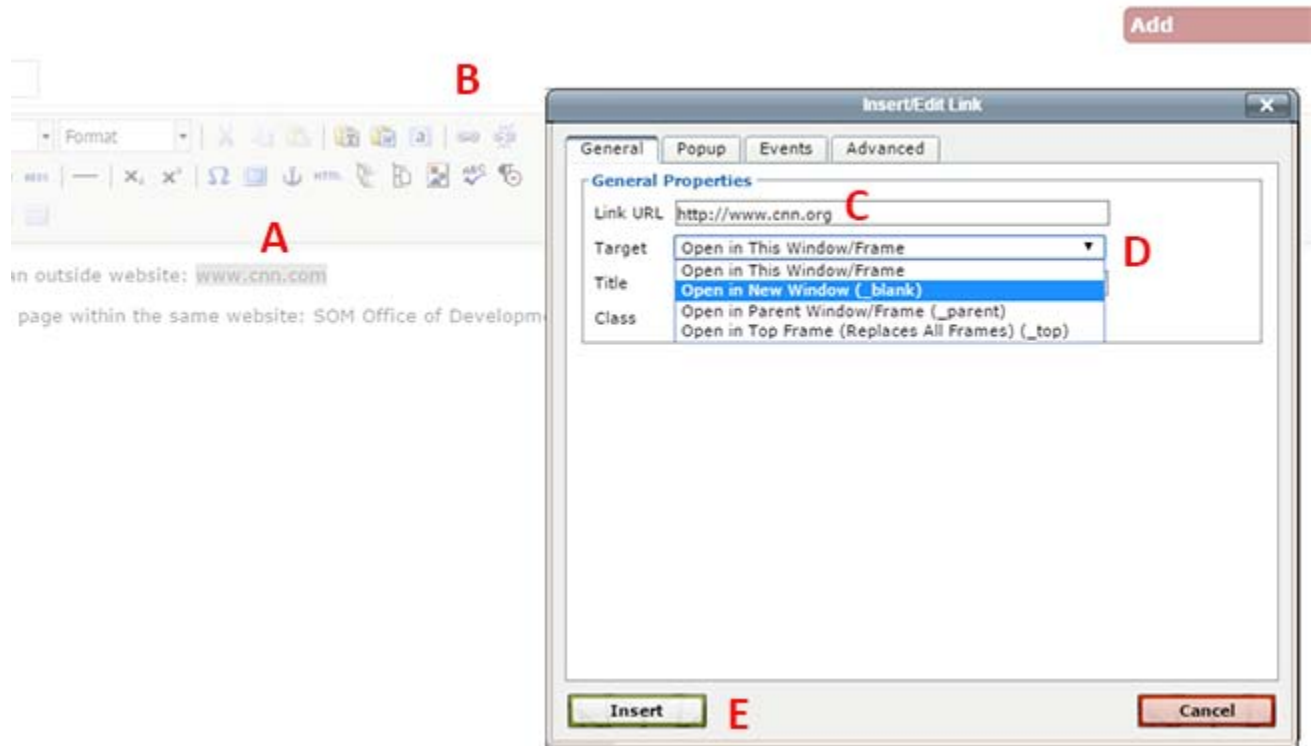 Add
B
Insert/Edit Link
Format
General Popup Events Advanced
General Properties
Link URL http://www.cnn.org C
A
Target Open in This Window/Frame D
Open in This Window/Frame
an outside website: www.cnn.com
Title
Open in New Window (_blank)
page within the same website: SOM Office of Developme
Class
Open in Parent Window/Frame (_parent)
Open in Top Frame (Replaces All Frames) (_top)
Insert E Cancel